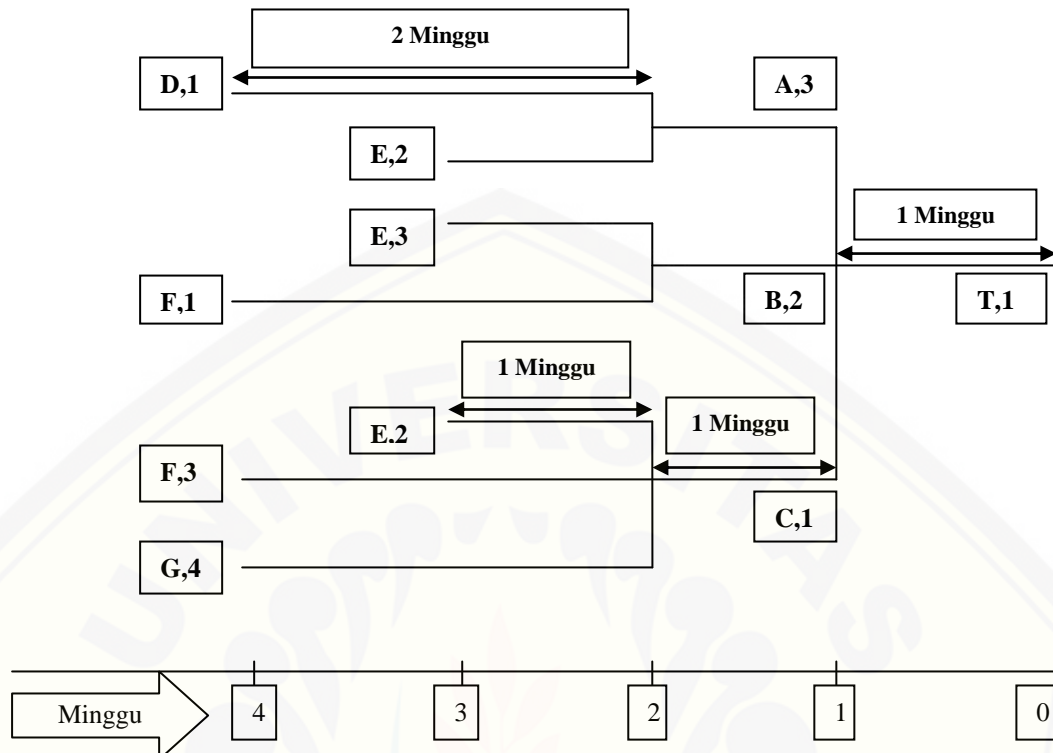 2 Minggu
D,1
A,3
E,2
E,3
1 Minggu
F,1
B,2
T,1
1 Minggu
E,2
1 Minggu
F,3
C,1
G,4
UNIVERSITAS
Minggu
4
3
2
1
0